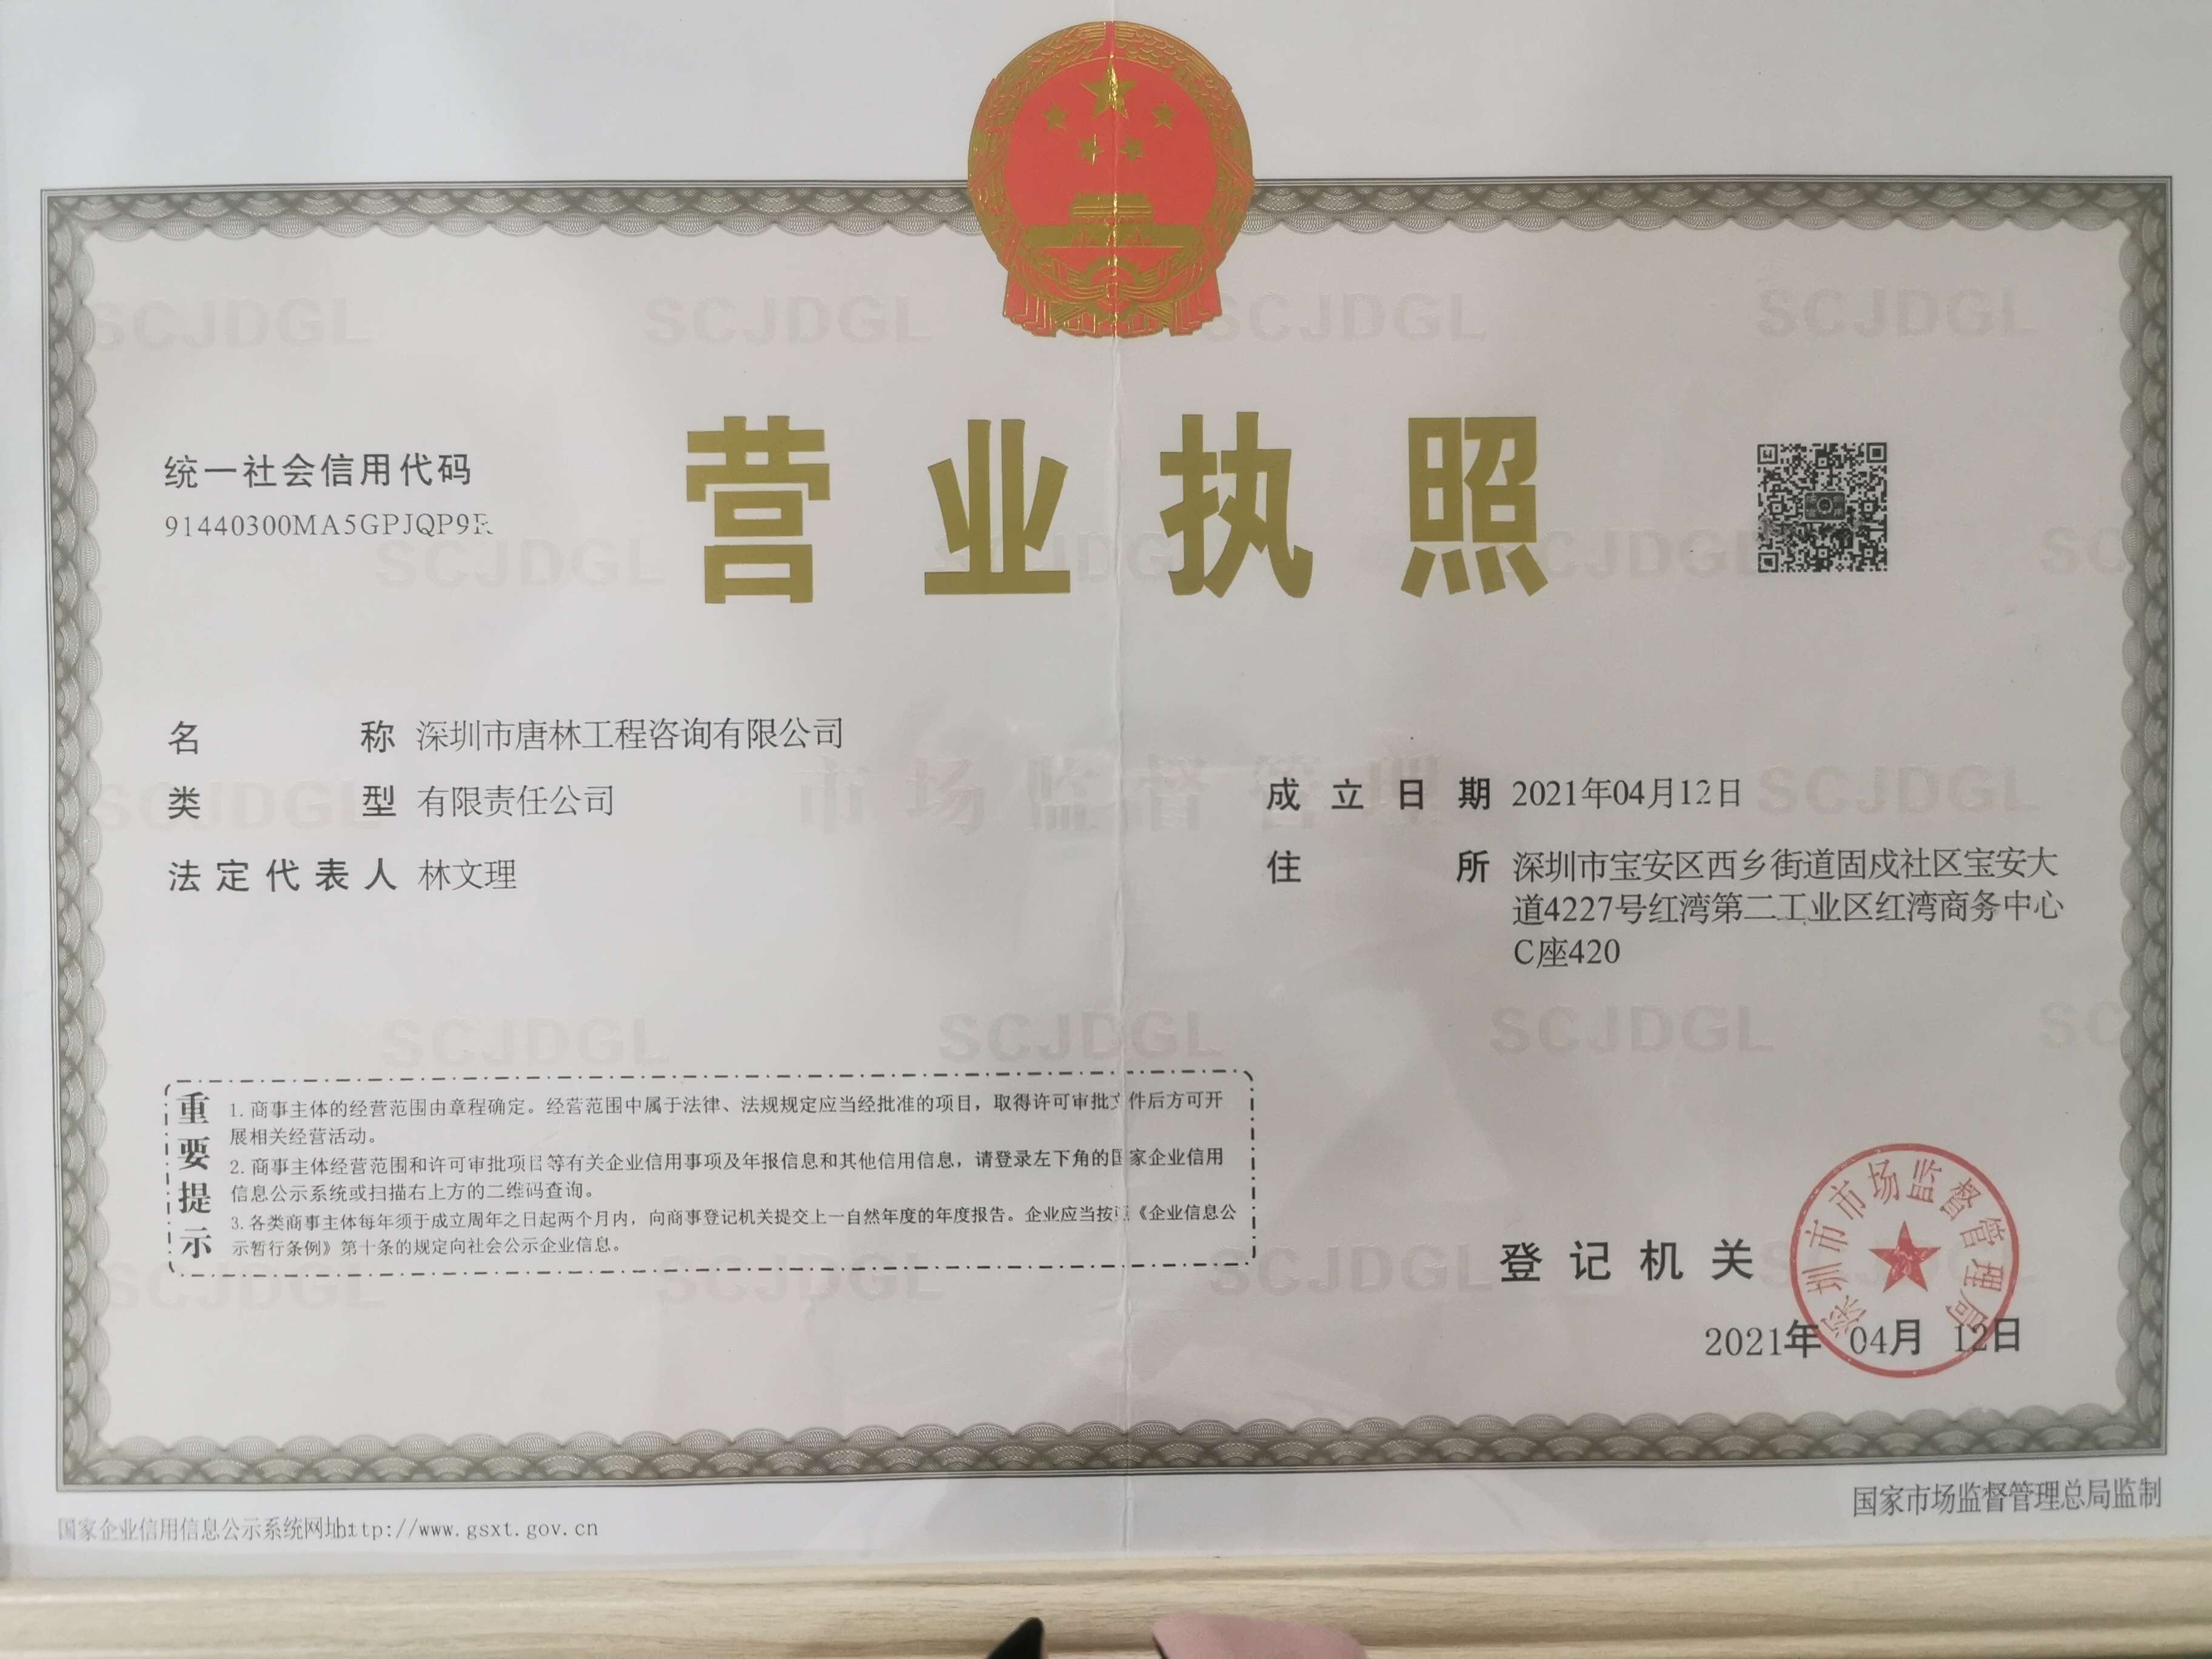 营业执照
统一社会信用代码
91440300MA5GPJQP9R
名称 深圳市唐林工程咨询有限公司
类型 有限责任公司
法定代表人 林文理
成立日期 2021年04月12日
住所 深圳市宝安区西乡街道固戍社区宝安大
道4227号红湾第二工业区红湾商务中心
C座420
重要提示
1.商事主体的经营范围由章程确定。经营范围中属于法律、法规规定应当经批准的项目，取得许可审批文件后方可开
展相关经营活动。
2.商事主体经营范围和许可审批项目等有关企业信用事项及年报信息和其他信用信息，请登录左下角的国家企业信用
信息公示系统或扫描右上方的二维码查询。
3.各类商事主体每年须于成立周年之日起两个月内，向商事登记机关提交上一自然年度的年度报告。企业应当按照《企业信息公
示暂行条例》第十条的规定向社会公示企业信息。
登记机关
深圳市市场监督管理局
2021年 04月 12日
国家企业信用信息公示系统网址http://www.gsxt.gov.cn
国家市场监督管理总局监制
市场监督管理
SCJDGL